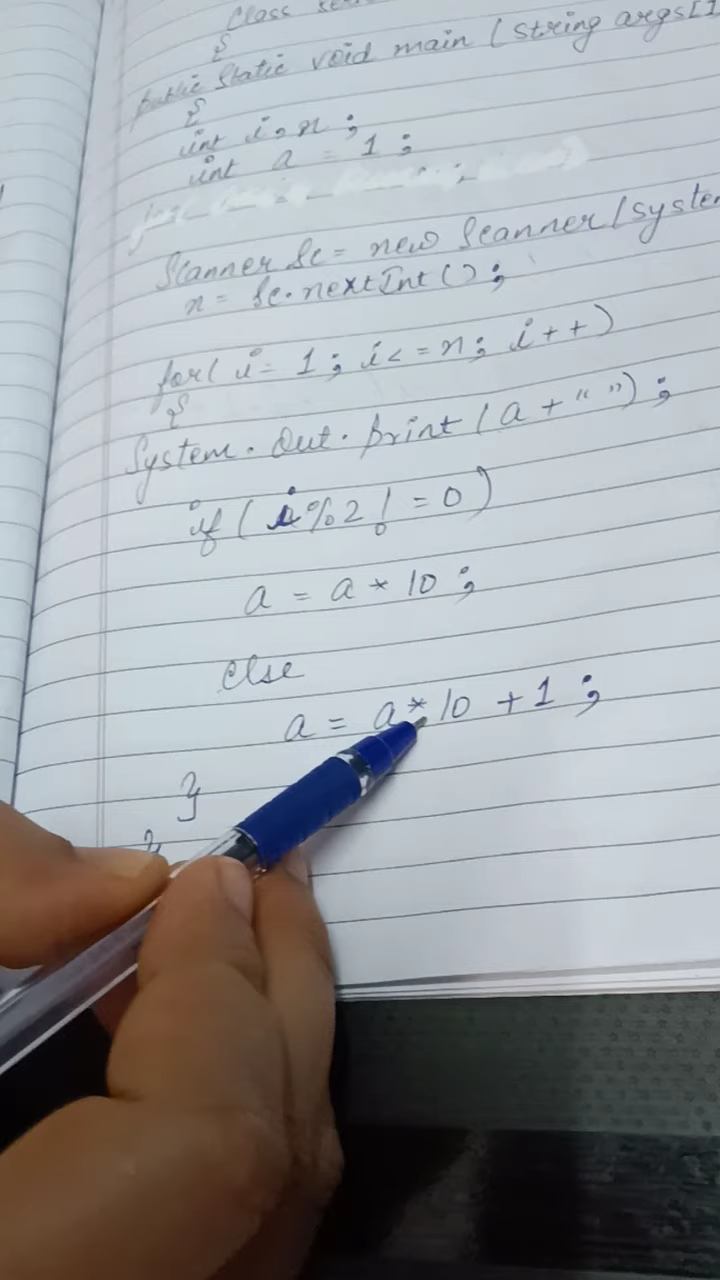 Class
{
public static void main (String args[]
{
int i, n ;
int a = 1 ;
Scanner Sc = new Scanner (System
n = Sc.nextInt () ;
for( i = 1 ; i < = n ; i + + )
{
System . Out . print ( a + " " ) ;
if ( i % 2 ! = 0 )
a = a * 10 ;
else
a = a * 10 + 1 ;
}
}